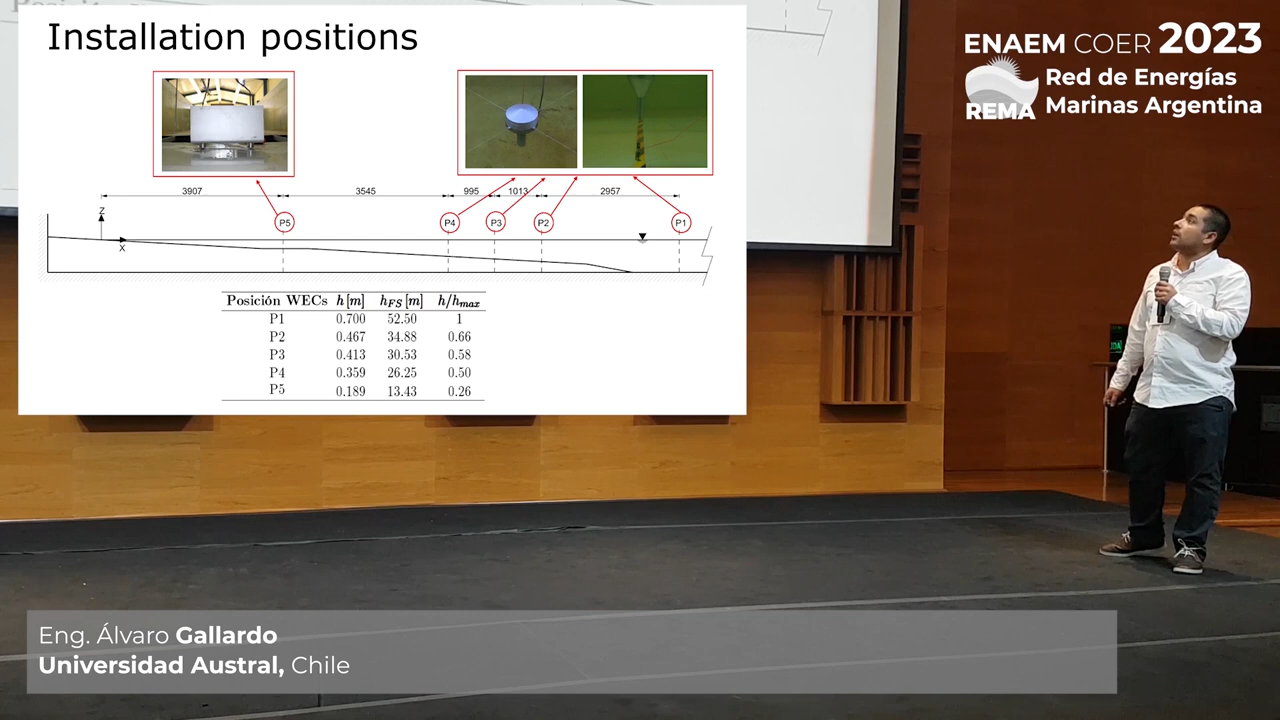 Installation positions
3907 3545 995 1013 2957
P5 P4 P3 P2 P1
Z
X
Posición WECs h [m] hFS [m] h/hmax
P1 0.700 52.50 1
P2 0.467 34.88 0.66
P3 0.413 30.53 0.58
P4 0.359 26.25 0.50
P5 0.189 13.43 0.26
ENAEM COER 2023
REMA
Red de Energías
Marinas Argentina
Eng. Álvaro Gallardo
Universidad Austral, Chile